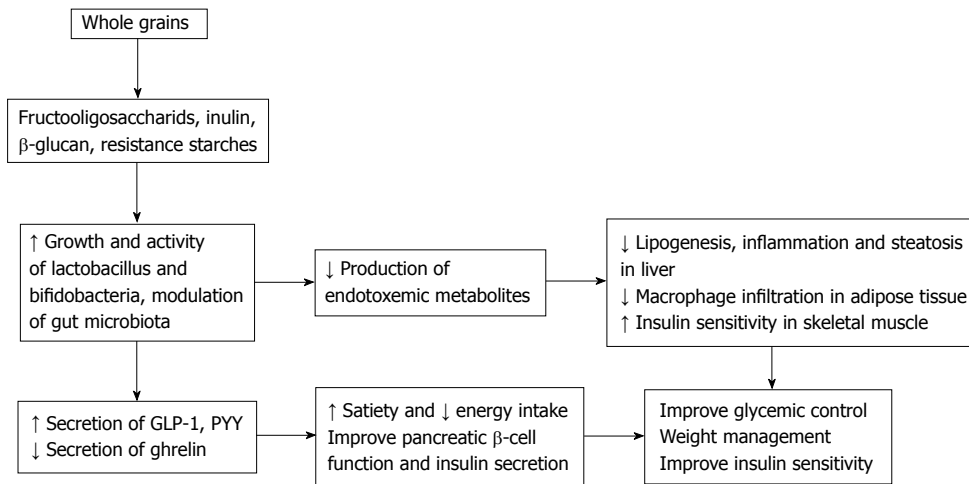 Whole grains
Fructooligosaccharids, inulin,
β-glucan, resistance starches
↑ Growth and activity
of lactobacillus and
bifidobacteria, modulation
of gut microbiota
↓ Production of
endotoxemic metabolites
↓ Lipogenesis, inflammation and steatosis
in liver
↓ Macrophage infiltration in adipose tissue
↑ Insulin sensitivity in skeletal muscle
↑ Secretion of GLP-1, PYY
↓ Secretion of ghrelin
↑ Satiety and ↓ energy intake
Improve pancreatic β-cell
function and insulin secretion
Improve glycemic control
Weight management
Improve insulin sensitivity